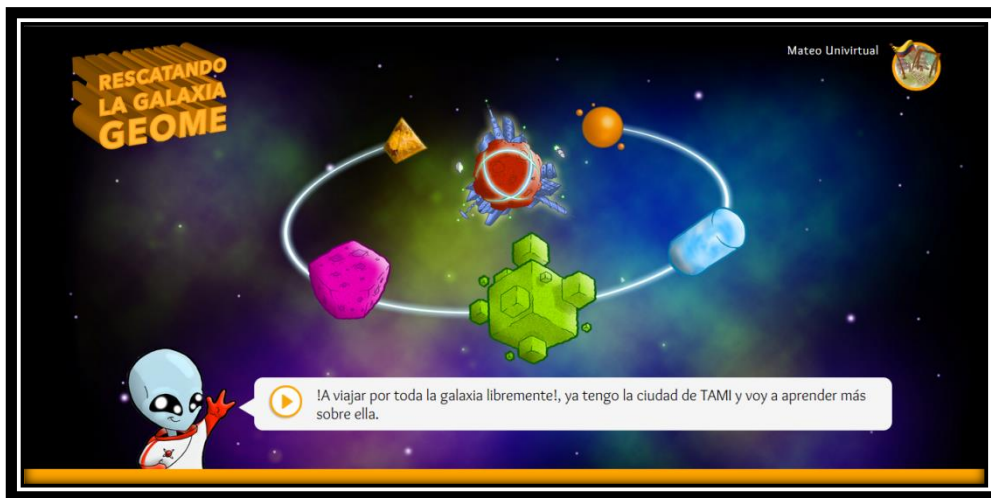 RESCATANDO
LA GALAXIA
GEOME
Mateo Univirtual
!A viajar por toda la galaxia libremente!, ya tengo la ciudad de TAMI y voy a aprender más
sobre ella.